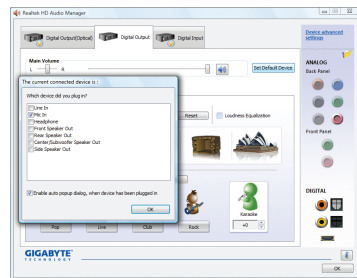 Realtek HD Audio Manager
Digital Output(Optical)
Digital Output
Digital Input
Device advanced
settings
Main Volume
L
R
Set Default Device
ANALOG
Back Panel
The current connected device is :
Which device did you plug in?
Line In
Mic In
Headphone
Front Speaker Out
Rear Speaker Out
Center/Subwoofer Speaker Out
Side Speaker Out
Enable auto popup dialog, when device has been plugged in
OK
Reset
Loudness Equalization
Front Panel
DIGITAL
Karaoke
Pop
Live
Club
Rock
+0
GIGABYTE
TECHNOLOGY
i
OK